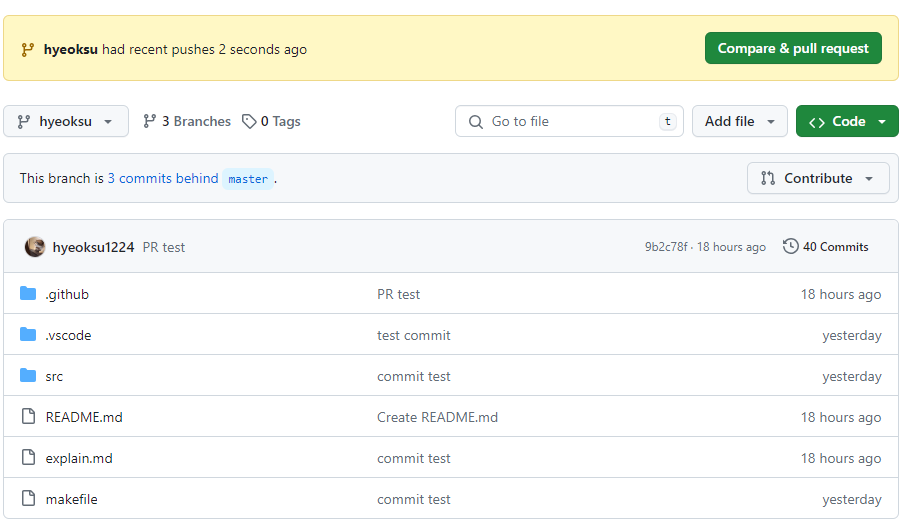 hyeoksu had recent pushes 2 seconds ago
Compare & pull request
hyeoksu
3 Branches
0 Tags
Go to file
t
Add file
Code
This branch is 3 commits behind master .
Contribute
hyeoksu1224 PR test
9b2c78f · 18 hours ago
40 Commits
.github PR test 18 hours ago
.vscode test commit yesterday
src commit test yesterday
README.md Create README.md 18 hours ago
explain.md commit test 18 hours ago
makefile commit test yesterday